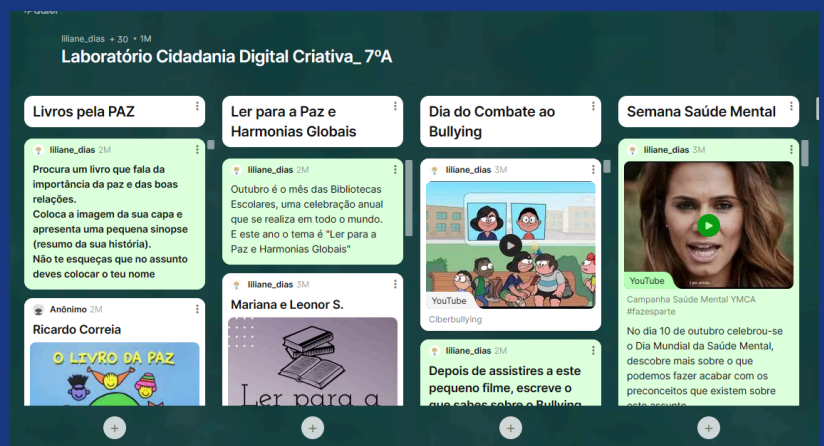 liliane_dias + 30 • 1M
Laboratório Cidadania Digital Criativa_ 7ºA
Livros pela PAZ
liliane_dias 2M
Procura um livro que fala da
importância da paz e das boas
relações.
Coloca a imagem da sua capa e
apresenta uma pequena sinopse
(resumo da sua história).
Não te esqueças que no assunto
deves colocar o teu nome
Anônimo 2M
Ricardo Correia
O LIVRO DA PAZ
Ler para a Paz e
Harmonias Globais
liliane_dias 2M
Outubro é o mês das Bibliotecas
Escolares, uma celebração anual
que se realiza em todo o mundo.
E este ano o tema é "Ler para a
Paz e Harmonias Globais"
liliane_dias 3M
Mariana e Leonor S.
Ler para a
Dia do Combate ao
Bullying
liliane_dias 3M
YouTube
Ciberbullying
liliane_dias 2M
Depois de assistires a este
pequeno filme, escreve o
que sabes sobre o Bullying
Semana Saúde Mental
liliane_dias 3M
YouTube
Campanha Saúde Mental YMCA
#fazesparte
No dia 10 de outubro celebrou-se
o Dia Mundial da Saúde Mental,
descobre mais sobre o que
podemos fazer acabar com os
preconceitos que existem sobre
este assunto